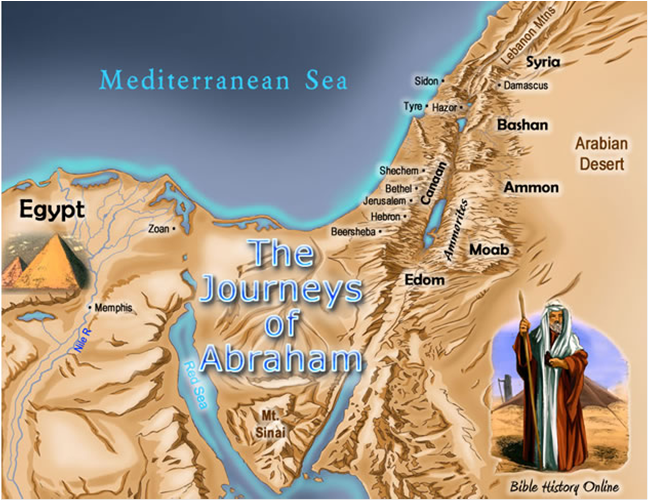 Mediterranean Sea
Lebanon Mtns
Syria
Sidon
Damascus
Tyre
Hazor
Bashan
Arabian
Desert
Shechem
Canaan
Bethel
Ammon
Jerusalem
Hebron
Ammorites
Egypt
Zoan
Beersheba
Moab
Edom
The
Journeys
of
Abraham
Memphis
Nile R
Red Sea
Mt.
Sinai
Bible History Online